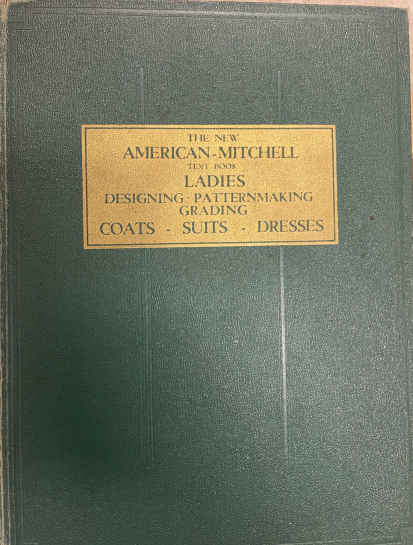 THE NEW
AMERICAN-MITCHELL
TEXT BOOK
LADIES
DESIGNING - PATTERNMAKING
GRADING
COATS - SUITS - DRESSES